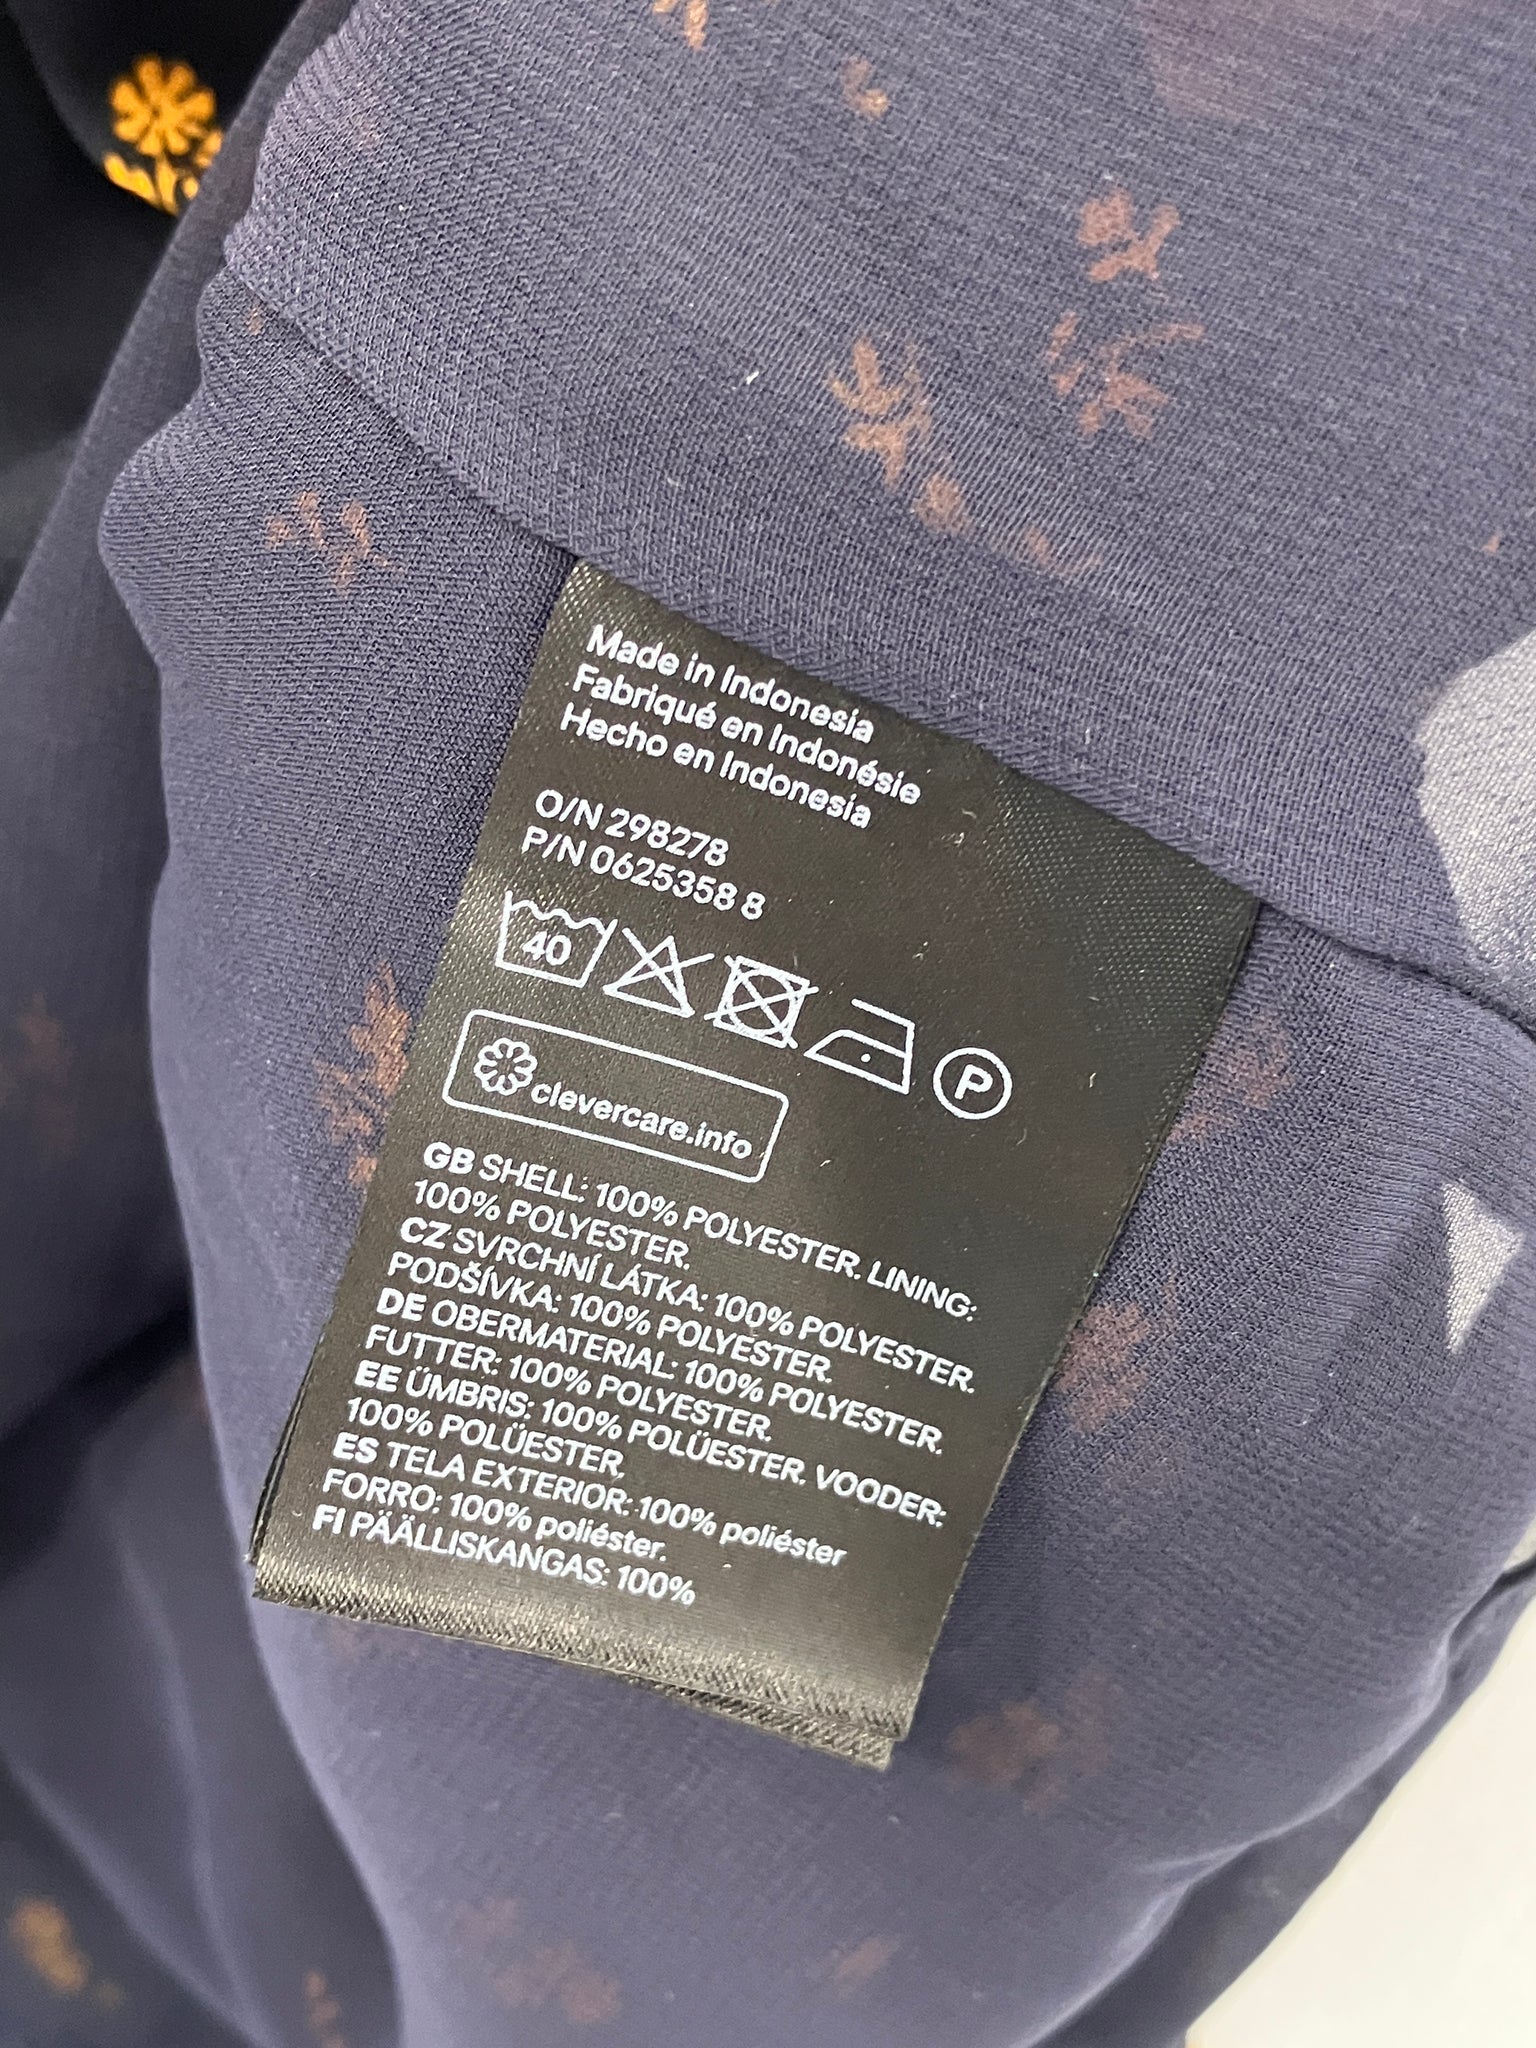 Made in Indonesia
Fabriqué en Indonésie
Hecho en Indonesia
O/N 298278
P/N 0625358 8
40
P
clevercare.info
GB SHELL: 100% POLYESTER. LINING:
100% POLYESTER.
CZ SVRCHNÍ LÁTKA: 100% POLYESTER.
PODŠÍVKA: 100% POLYESTER.
DE OBERMATERIAL: 100% POLYESTER.
FUTTER: 100% POLYESTER.
EE ÜMBRIS: 100% POLÜESTER. VOODER:
100% POLÜESTER.
ES TELA EXTERIOR: 100% poliéster
FORRO: 100% poliéster.
FI PÄÄLLISKANGAS: 100%